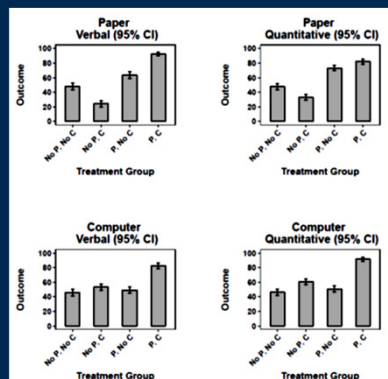 Paper
Verbal (95% CI)
Outcome
100
80
60
40
20
0
No P, No C
No P, C
P, No C
P, C
Treatment Group
Paper
Quantitative (95% CI)
Outcome
100
80
60
40
20
0
No P, No C
No P, C
P, No C
P, C
Treatment Group
Computer
Verbal (95% CI)
Outcome
100
80
60
40
20
0
No P, No C
No P, C
P, No C
P, C
Treatment Group
Computer
Quantitative (95% CI)
Outcome
100
80
60
40
20
0
No P, No C
No P, C
P, No C
P, C
Treatment Group